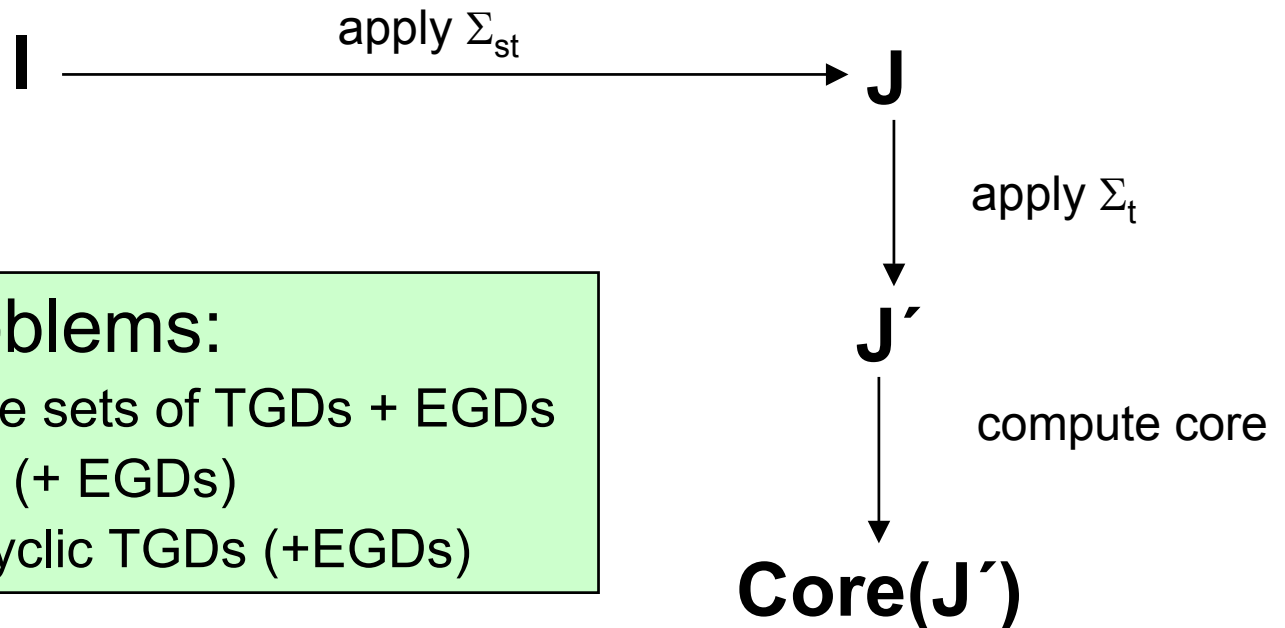 I
apply Σst
J
apply Σt
J´
compute core
Core(J´)
blems:
e sets of TGDs + EGDs
(+ EGDs)
yclic TGDs (+EGDs)